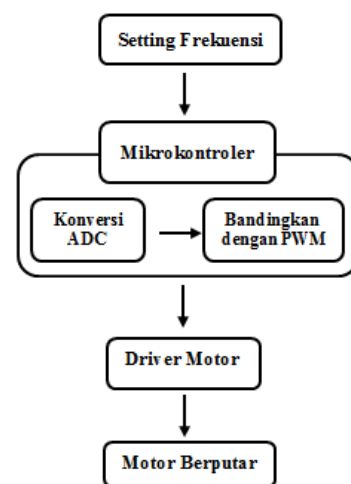 Setting Frekuensi
Mikrokontroler
Konversi
ADC
Bandingkan
dengan PWM
Driver Motor
Motor Berputar